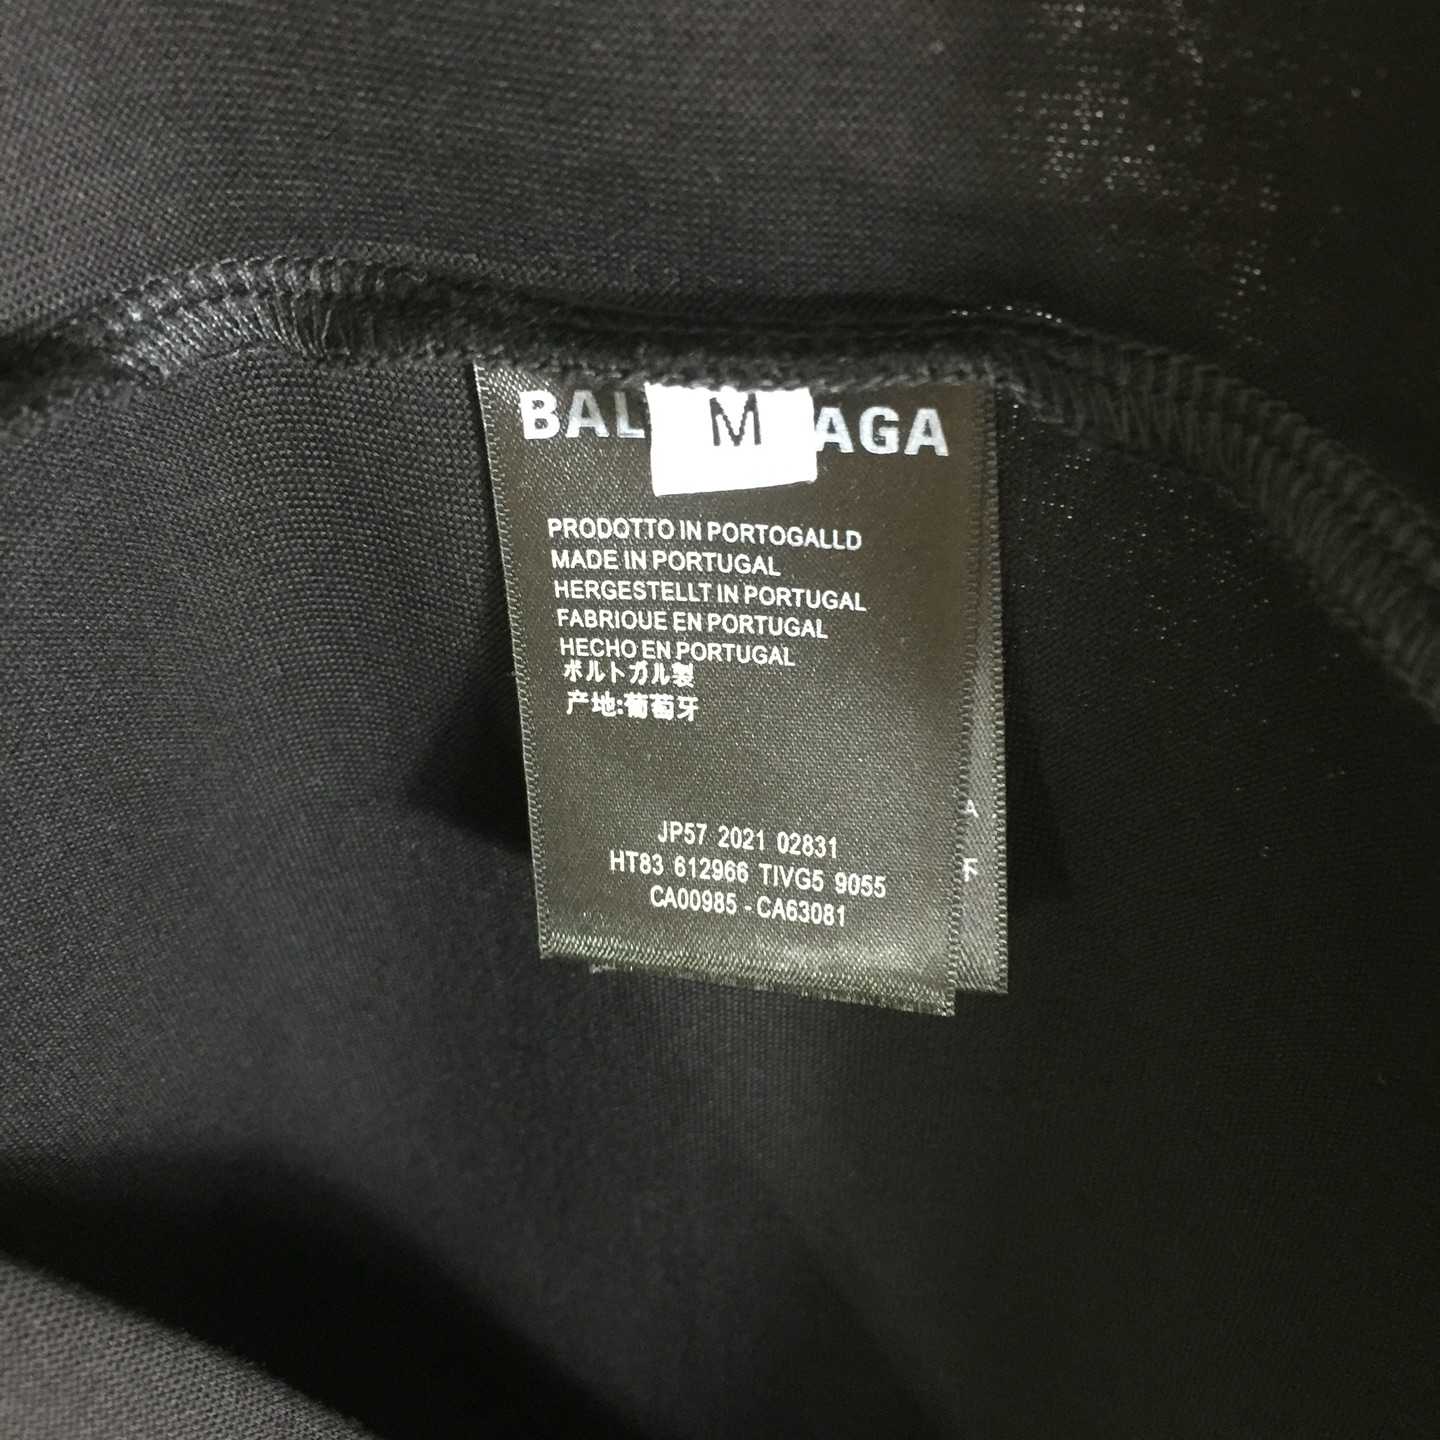 BAL AGA
M
PRODOTTO IN PORTOGALLD
MADE IN PORTUGAL
HERGESTELLT IN PORTUGAL
FABRIOUE EN PORTUGAL
HECHO EN PORTUGAL
ポルトガル製
产地:葡萄牙
JP57 2021 02831
HT83 612966 TIVG5 9055
CA00985 - CA63081
A